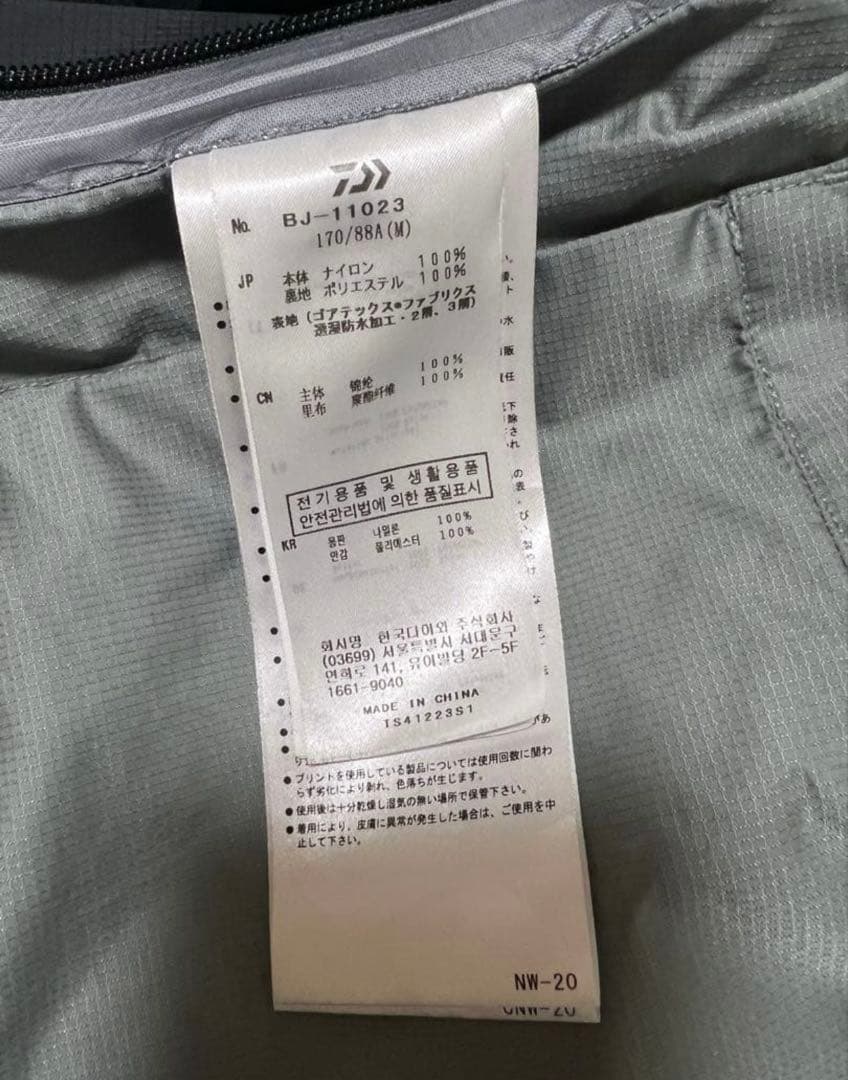 No. BJ-11023
170/88A(M)
JP 本体 ナイロン 100%
裏地 ポリエステル 100%
表地(ゴアテックス®ファブリクス
透湿防水加工・2層、3層)
CN 主体 锦纶 100%
里布 聚酯纤维 100%
전기용품 및 생활용품
안전관리법에 의한 품질표시
KR 몸판 나일론 100%
안감 폴리에스터 100%
회사명 한국다이와 주식회사
(03699) 서울특별시 서대문구
연희로 141, 유이빌딩 2F-5F
1661-9040
MADE IN CHINA
IS41223S1
●プリントを使用している製品については使用回数に関わ
らず劣化により剥れ、色落ちが生じます。
●使用後は十分乾燥し湿気の無い場所で保管下さい。
●着用により、皮膚に異常が発生した場合は、ご使用を中
止して下さい。
NW-20
CNW-20